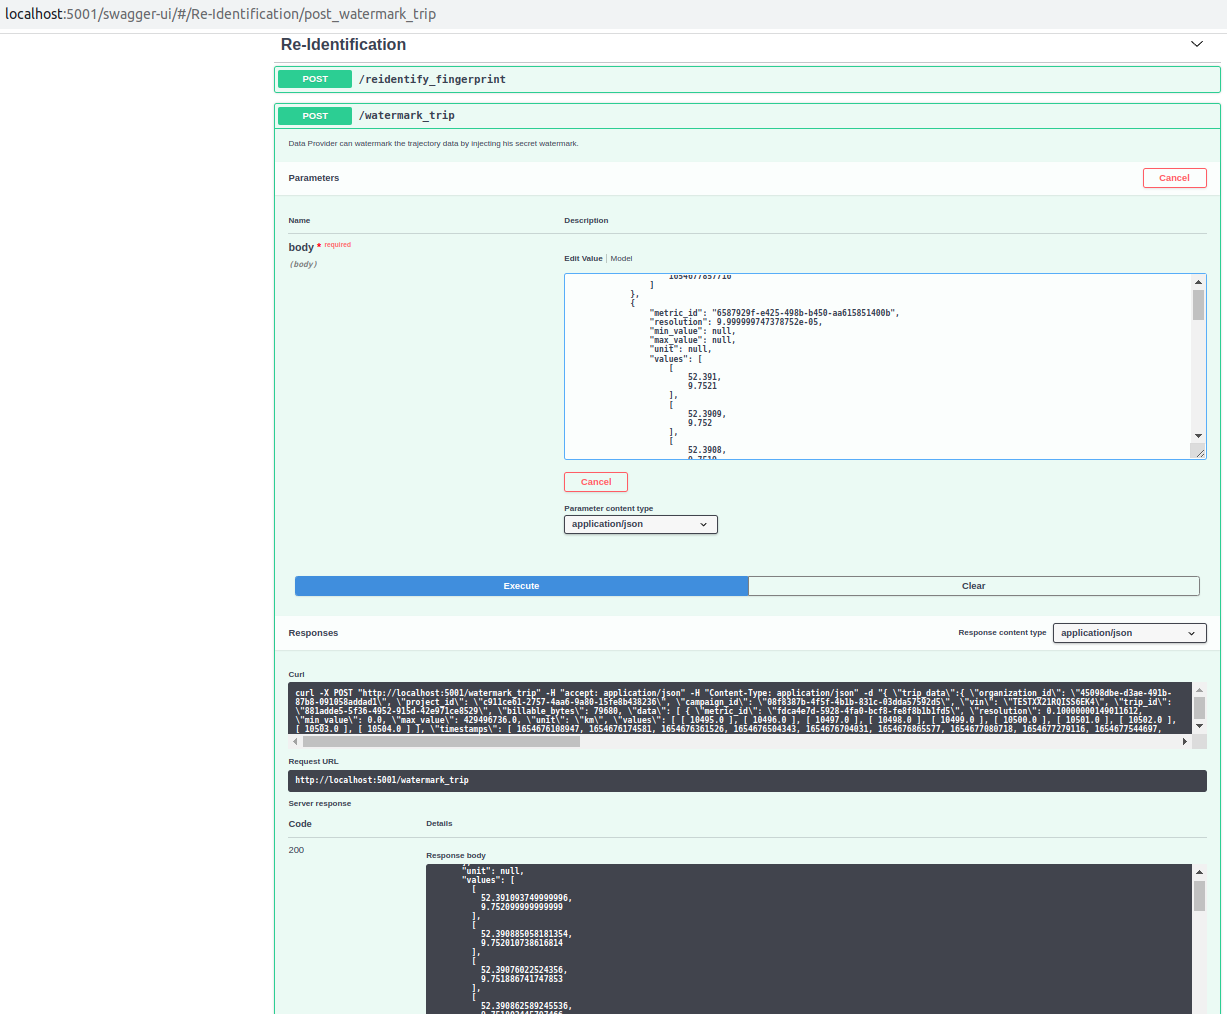 localhost:5001/swagger-ui/#/Re-Identification/post_watermark_trip
Re-Identification
POST /reidentify_fingerprint
POST /watermark_trip
Data Provider can watermark the trajectory data by injecting his secret watermark.
Parameters Cancel
Name Description
body * required
(body)
Edit Value | Model
1654677857710
]
},
{
"metric_id": "6587929f-e425-498b-b450-aa615851400b",
"resolution": 9.999999747378752e-05,
"min_value": null,
"max_value": null,
"unit": null,
"values": [
[
52.391,
9.7521
],
[
52.3909,
9.752
],
[
52.3908,
9.7519
Cancel
Parameter content type
application/json
Execute Clear
Responses Response content type application/json
Curl
curl -X POST "http://localhost:5001/watermark_trip" -H "accept: application/json" -H "Content-Type: application/json" -d "{ \"trip_data\":{ \"organization_id\": \"45098dbe-d3ae-491b-
87b8-091058addad1\", \"project_id\": \"c911ce61-2757-4aa6-9a80-15fe8b438236\", \"campaign_id\": \"08f8387b-4f5f-4b1b-831c-03dda57592d5\", \"vin\": \"TESTXX21RQISS6EK4\", \"trip_id\":
\"881adde5-5f36-4952-915d-42e971ce8529\", \"billable_bytes\": 79680, \"data\": [ { \"metric_id\": \"fdca4e7d-5928-4fa0-bcf8-fe8f8b1b1fd5\", \"resolution\": 0.10000000149011612,
\"min_value\": 0.0, \"max_value\": 429496736.0, \"unit\": \"km\", \"values\": [ [ 10495.0 ], [ 10496.0 ], [ 10497.0 ], [ 10498.0 ], [ 10499.0 ], [ 10500.0 ], [ 10501.0 ], [ 10502.0 ],
[ 10503.0 ], [ 10504.0 ] ], \"timestamps\": [ 1654676108947, 1654676174581, 1654676361526, 1654676504343, 1654676704031, 1654676865577, 1654677080718, 1654677279116, 1654677544697,
Request URL
http://localhost:5001/watermark_trip
Server response
Code Details
200
Response body
"unit": null,
"values": [
[
52.391093749999996,
9.752099999999999
],
[
52.390885058181354,
9.752010738616814
],
[
52.39076022524356,
9.751886741747853
],
[
52.390862589245536,